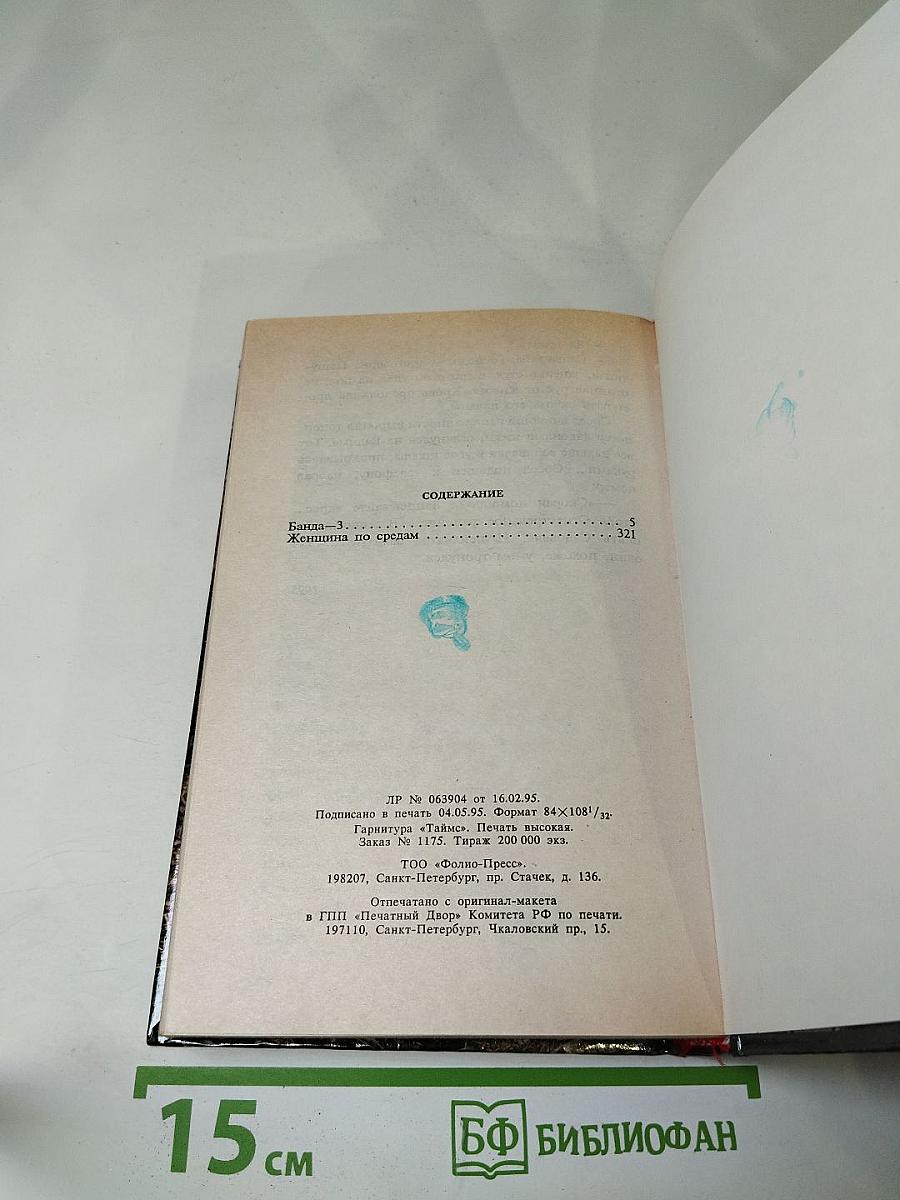 СОДЕРЖАНИЕ
Банда—3. . . . . . . . . . . . . . . . . . . . . . . . . . . . . . . . . . 5
Женщина по средам . . . . . . . . . . . . . . . . . . . . . . . . 321
ЛР № 063904 от 16.02.95.
Подписано в печать 04.05.95. Формат 84×108¹/₃₂.
Гарнитура «Таймс». Печать высокая.
Заказ № 1175. Тираж 200 000 экз.
ТОО «Фолио-Пресс».
198207, Санкт-Петербург, пр. Стачек, д. 136.
Отпечатано с оригинал-макета
в ГПП «Печатный Двор» Комитета РФ по печати.
197110, Санкт-Петербург, Чкаловский пр., 15.
15 см
БФ БИБЛИОФАН